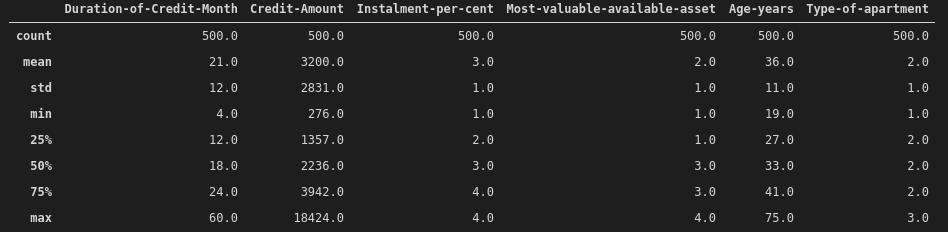 Duration-of-Credit-Month Credit-Amount Instalment-per-cent Most-valuable-available-asset Age-years Type-of-apartment
count 500.0 500.0 500.0 500.0 500.0 500.0
mean 21.0 3200.0 3.0 2.0 36.0 2.0
std 12.0 2831.0 1.0 1.0 11.0 1.0
min 4.0 276.0 1.0 1.0 19.0 1.0
25% 12.0 1357.0 2.0 1.0 27.0 2.0
50% 18.0 2236.0 3.0 3.0 33.0 2.0
75% 24.0 3942.0 4.0 3.0 41.0 2.0
max 60.0 18424.0 4.0 4.0 75.0 3.0